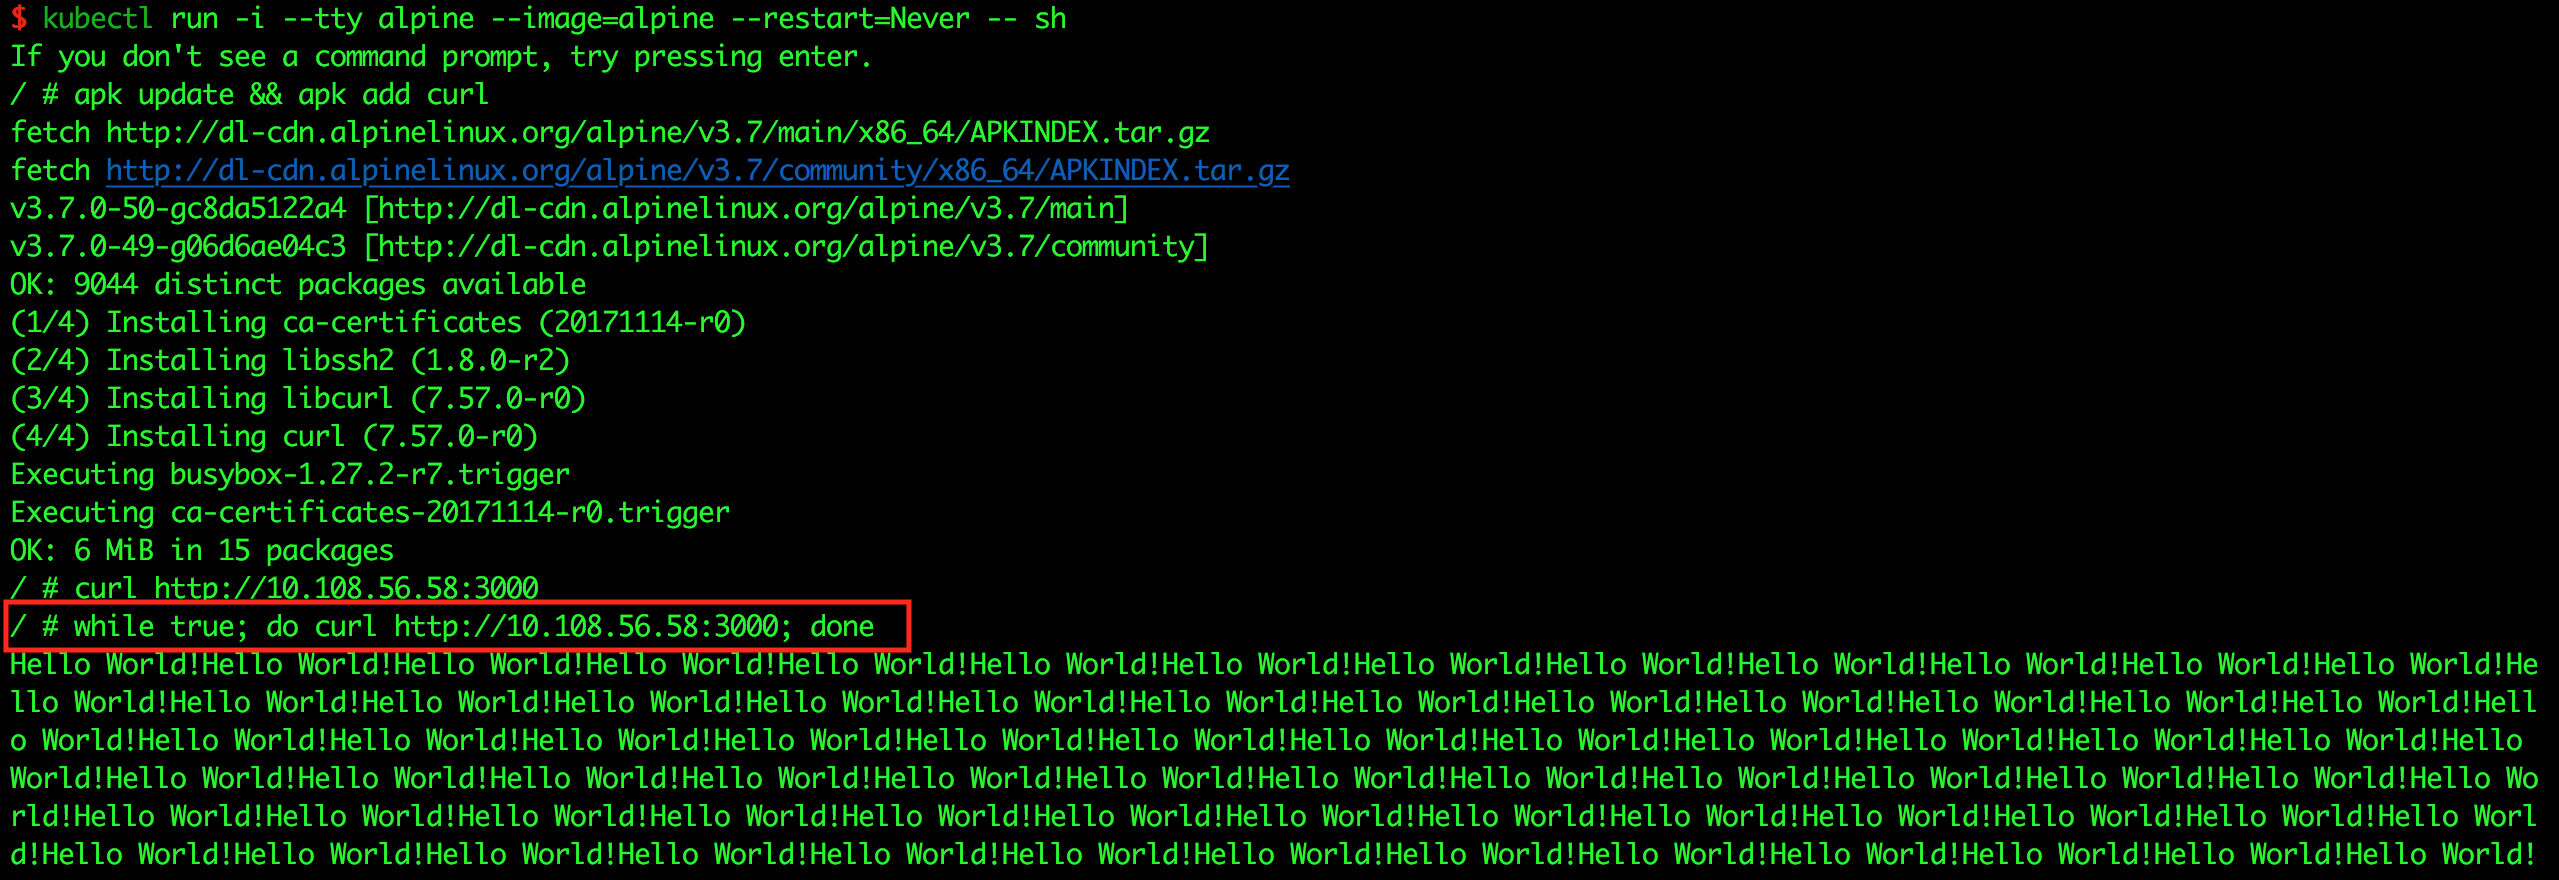 $ kubectl run -i --tty alpine --image=alpine --restart=Never -- sh
If you don't see a command prompt, try pressing enter.
/ # apk update && apk add curl
fetch http://dl-cdn.alpinelinux.org/alpine/v3.7/main/x86_64/APKINDEX.tar.gz
fetch http://dl-cdn.alpinelinux.org/alpine/v3.7/community/x86_64/APKINDEX.tar.gz
v3.7.0-50-gc8da5122a4 [http://dl-cdn.alpinelinux.org/alpine/v3.7/main]
v3.7.0-49-g06d6ae04c3 [http://dl-cdn.alpinelinux.org/alpine/v3.7/community]
OK: 9044 distinct packages available
(1/4) Installing ca-certificates (20171114-r0)
(2/4) Installing libssh2 (1.8.0-r2)
(3/4) Installing libcurl (7.57.0-r0)
(4/4) Installing curl (7.57.0-r0)
Executing busybox-1.27.2-r7.trigger
Executing ca-certificates-20171114-r0.trigger
OK: 6 MiB in 15 packages
/ # curl http://10.108.56.58:3000
/ # while true; do curl http://10.108.56.58:3000; done
Hello World!Hello World!Hello World!Hello World!Hello World!Hello World!Hello World!Hello World!Hello World!Hello World!Hello World!Hello World!Hello World!He
llo World!Hello World!Hello World!Hello World!Hello World!Hello World!Hello World!Hello World!Hello World!Hello World!Hello World!Hello World!Hello World!Hell
o World!Hello World!Hello World!Hello World!Hello World!Hello World!Hello World!Hello World!Hello World!Hello World!Hello World!Hello World!Hello World!Hello
World!Hello World!Hello World!Hello World!Hello World!Hello World!Hello World!Hello World!Hello World!Hello World!Hello World!Hello World!Hello World!Hello Wo
rld!Hello World!Hello World!Hello World!Hello World!Hello World!Hello World!Hello World!Hello World!Hello World!Hello World!Hello World!Hello World!Hello Worl
d!Hello World!Hello World!Hello World!Hello World!Hello World!Hello World!Hello World!Hello World!Hello World!Hello World!Hello World!Hello World!Hello World!